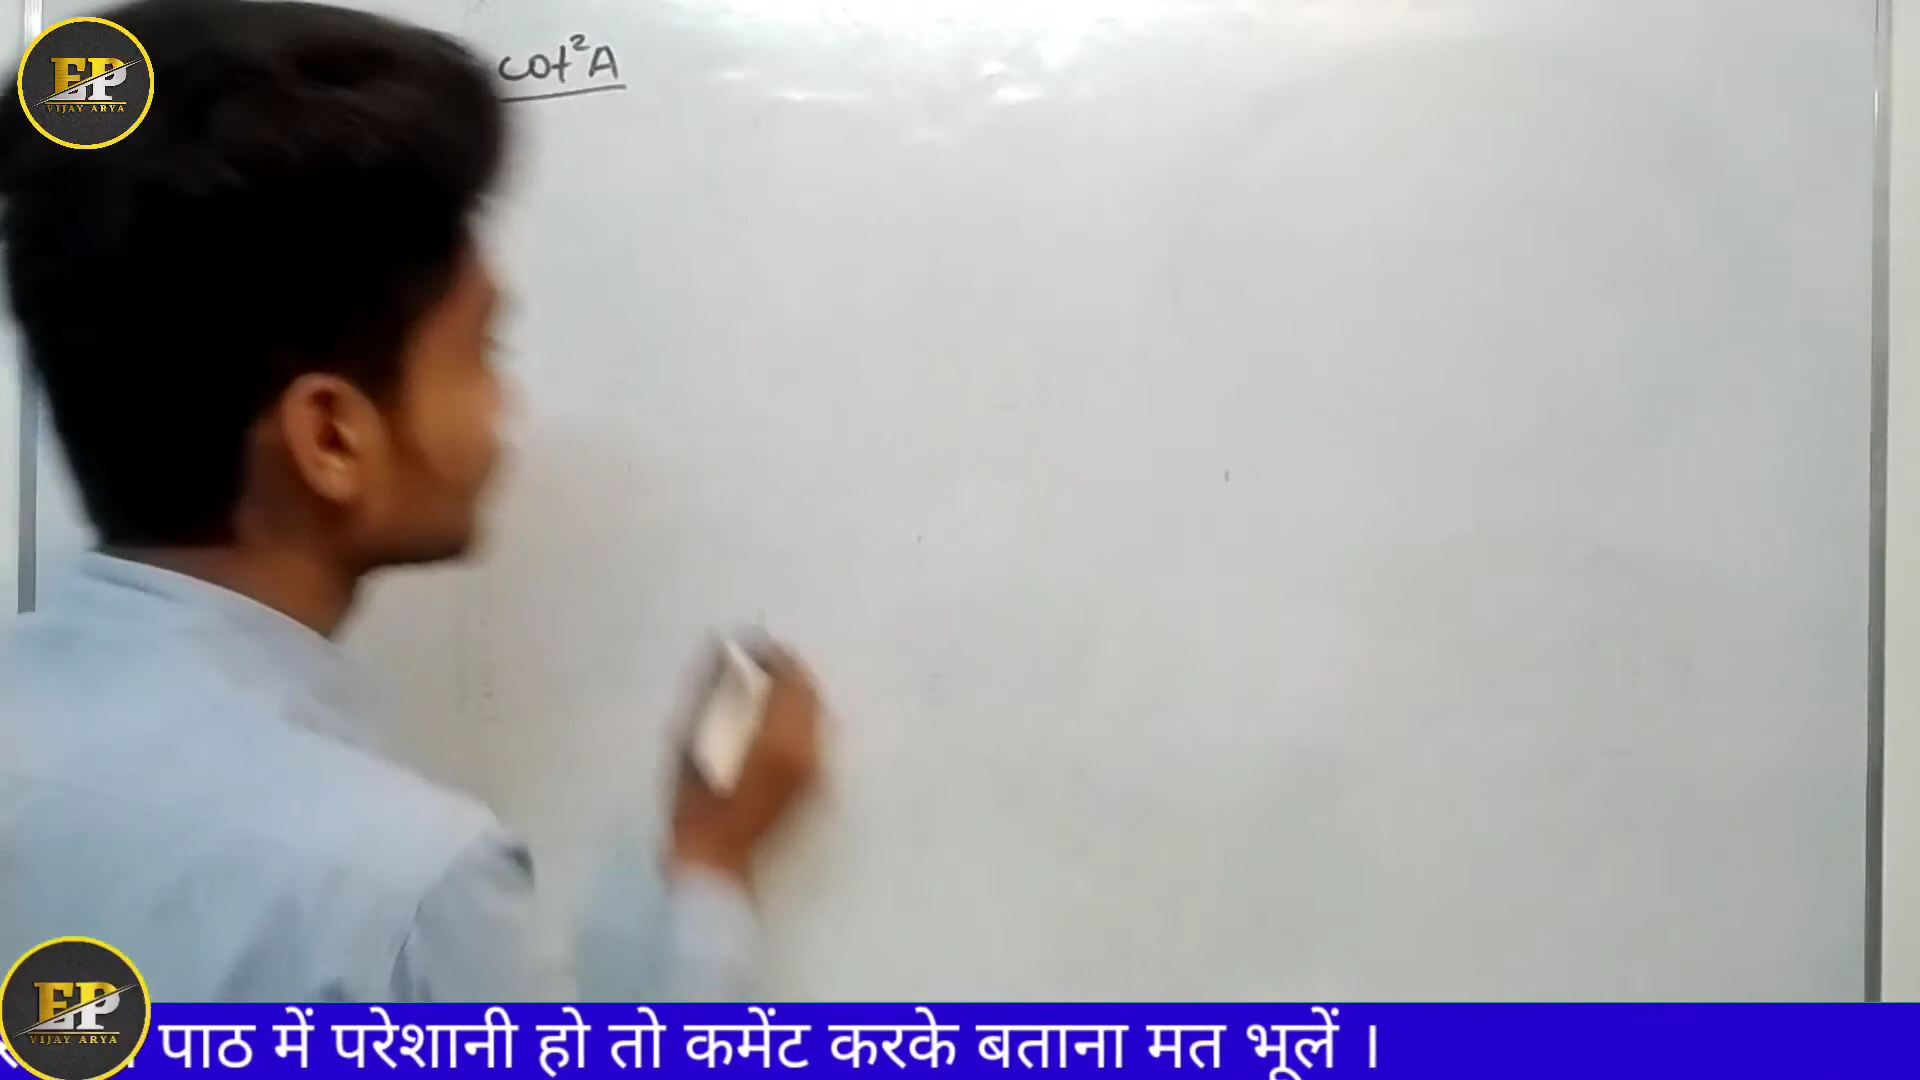 EP
VIJAY ARYA
cot²A
EP
VIJAY ARYA
पाठ में परेशानी हो तो कमेंट करके बताना मत भूलें ।